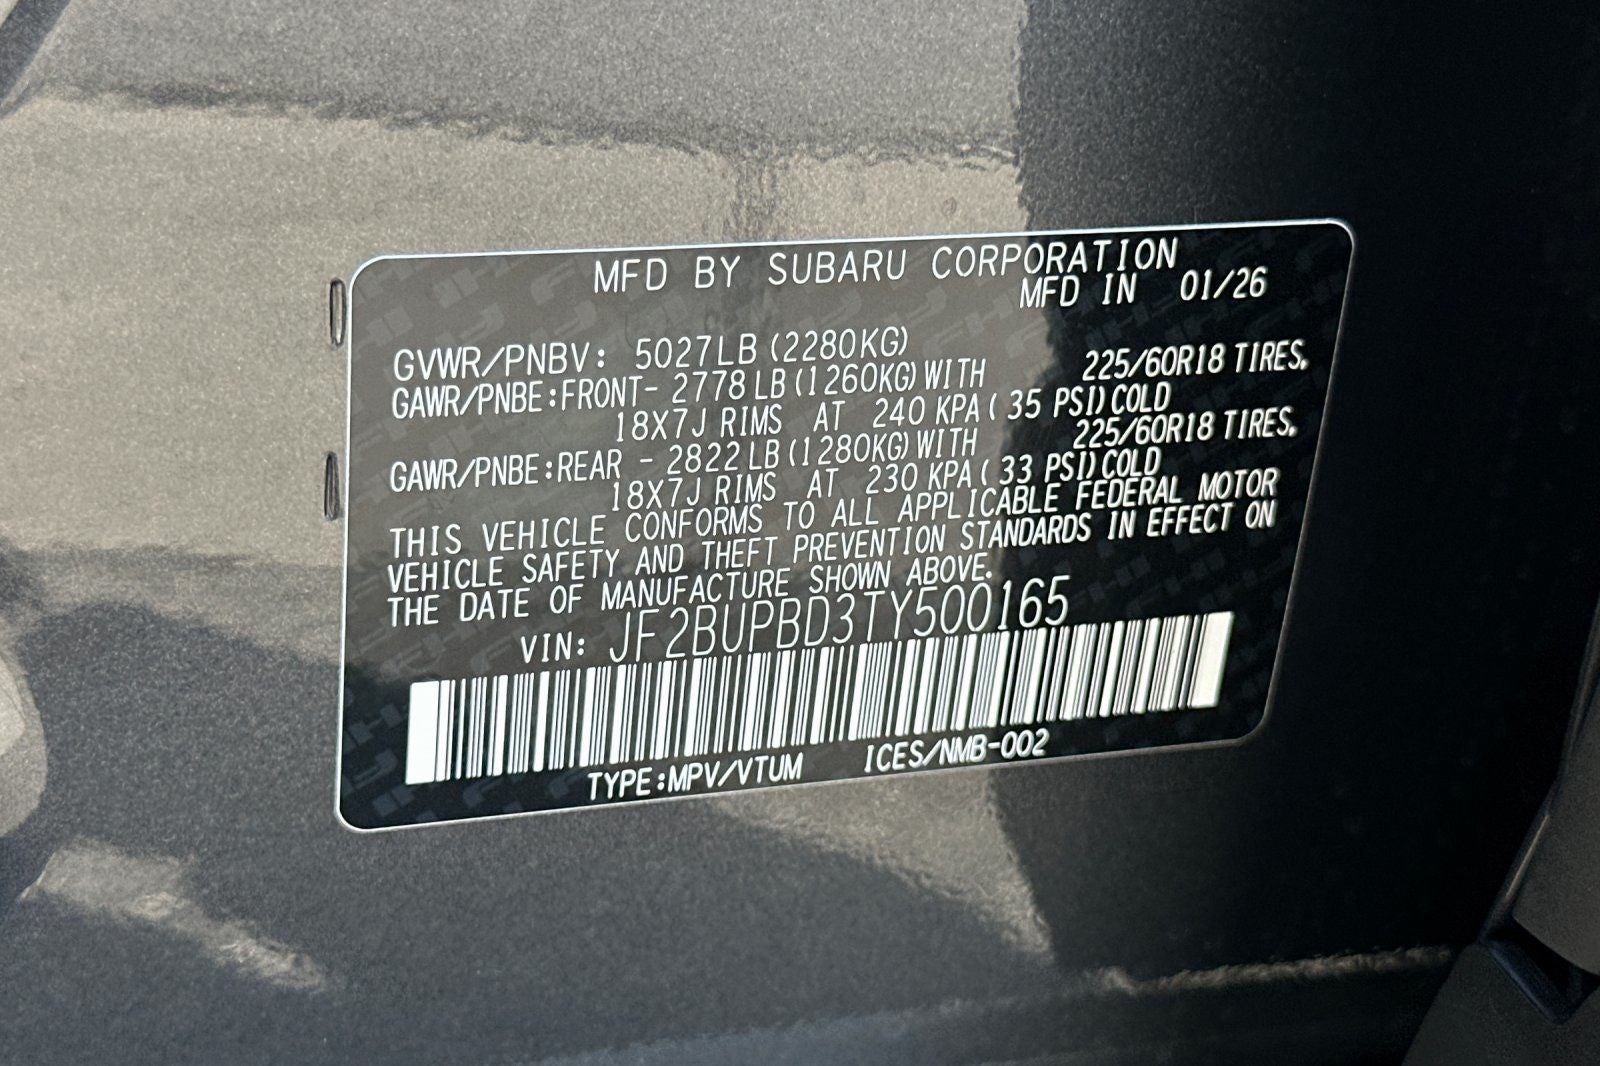 MFD BY SUBARU CORPORATION
MFD IN 01/26
GVWR/PNBV: 5027LB (2280KG)
GAWR/PNBE:FRONT- 2778 LB (1260KG) WITH 225/60R18 TIRES.
18X7J RIMS AT 240 KPA ( 35 PSI) COLD
GAWR/PNBE:REAR - 2822 LB (1280KG) WITH 225/60R18 TIRES.
18X7J RIMS AT 230 KPA ( 33 PSI) COLD
THIS VEHICLE CONFORMS TO ALL APPLICABLE FEDERAL MOTOR
VEHICLE SAFETY AND THEFT PREVENTION STANDARDS IN EFFECT ON
THE DATE OF MANUFACTURE SHOWN ABOVE.
VIN: JF2BUPBD3TY500165
TYPE:MPV/VTUM ICES/NMB-002